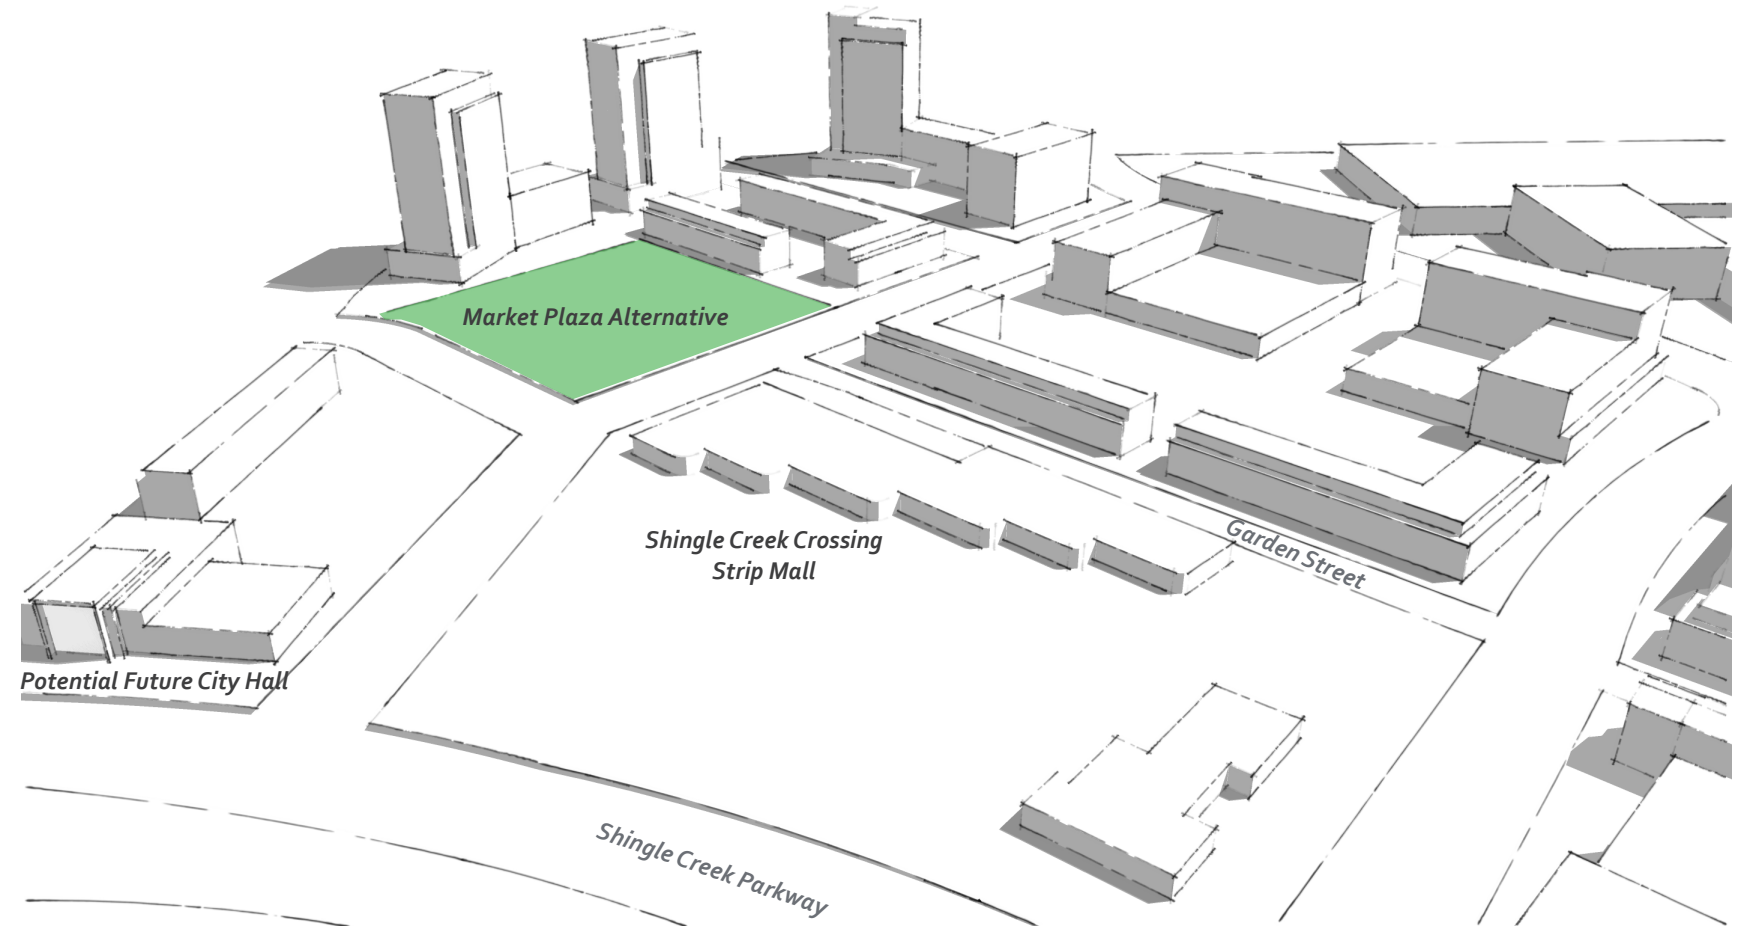 Market Plaza Alternative
Shingle Creek Crossing
Strip Mall
Garden Street
Potential Future City Hall
Shingle Creek Parkway